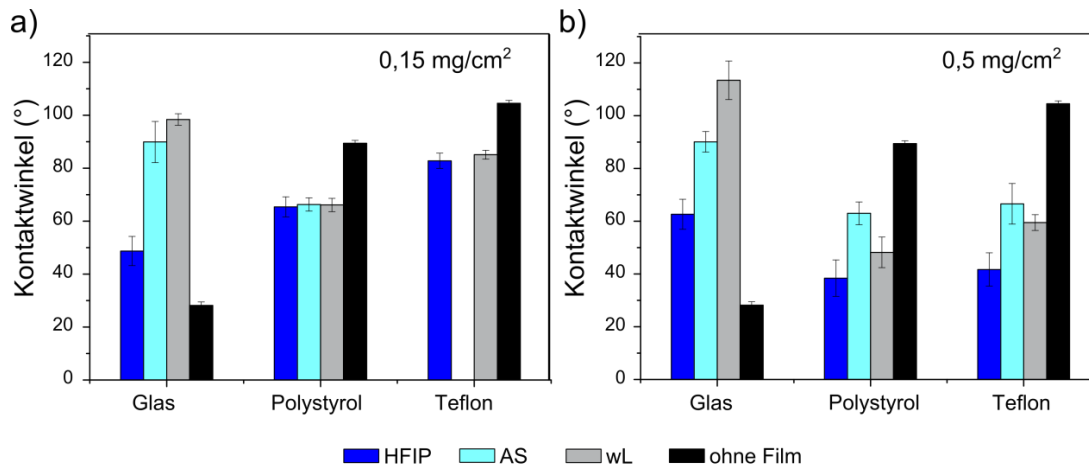 a)
0,15 mg/cm²
Kontaktwinkel (°)
120
100
80
60
40
20
0
Glas Polystyrol Teflon
b)
0,5 mg/cm²
Kontaktwinkel (°)
120
100
80
60
40
20
0
Glas Polystyrol Teflon
HFIP AS wL ohne Film